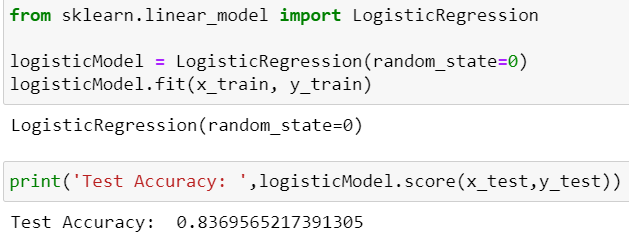 from sklearn.linear_model import LogisticRegression
logisticModel = LogisticRegression(random_state=0)
logisticModel.fit(x_train, y_train)
LogisticRegression(random_state=0)
print('Test Accuracy: ',logisticModel.score(x_test,y_test))
Test Accuracy:  0.8369565217391305